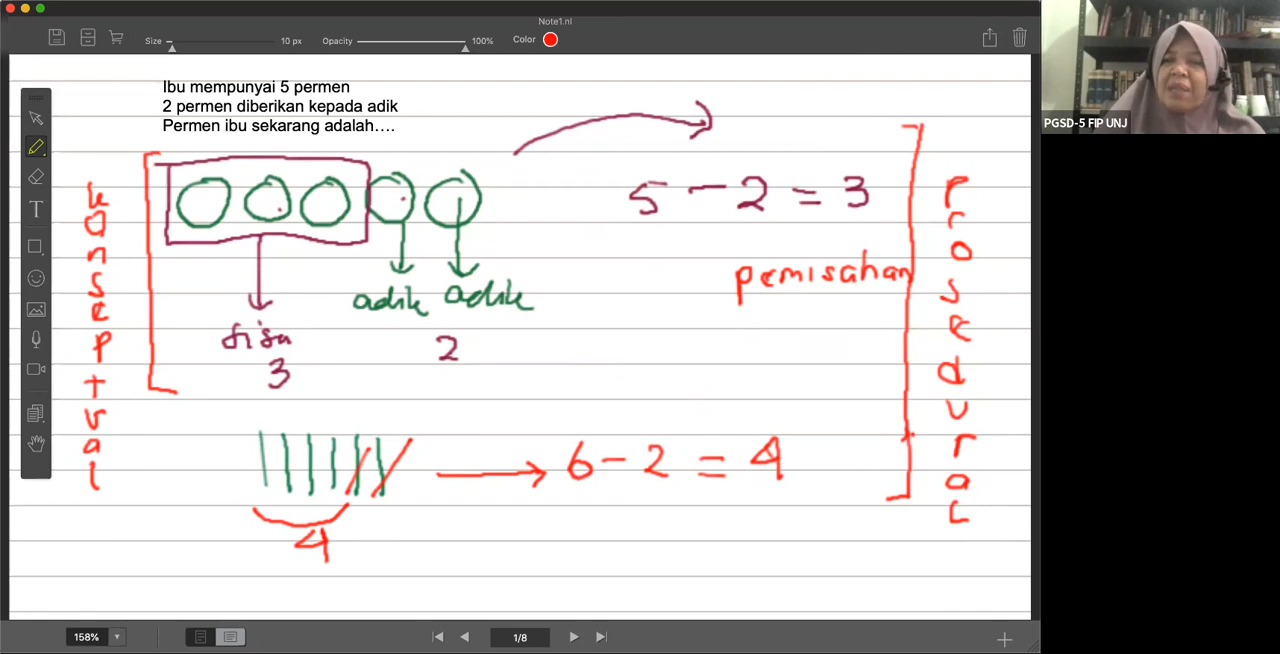 Note1.nl
Size 10 px Opacity 100% Color
Ibu mempunyai 5 permen
2 permen diberikan kepada adik
Permen ibu sekarang adalah....
PGSD-5 FIP UNJ
konseptual
5 - 2 = 3
prosedural
pemisahan
adik adik
sisa
2
3
6 - 2 = 4
4
158%
1/8